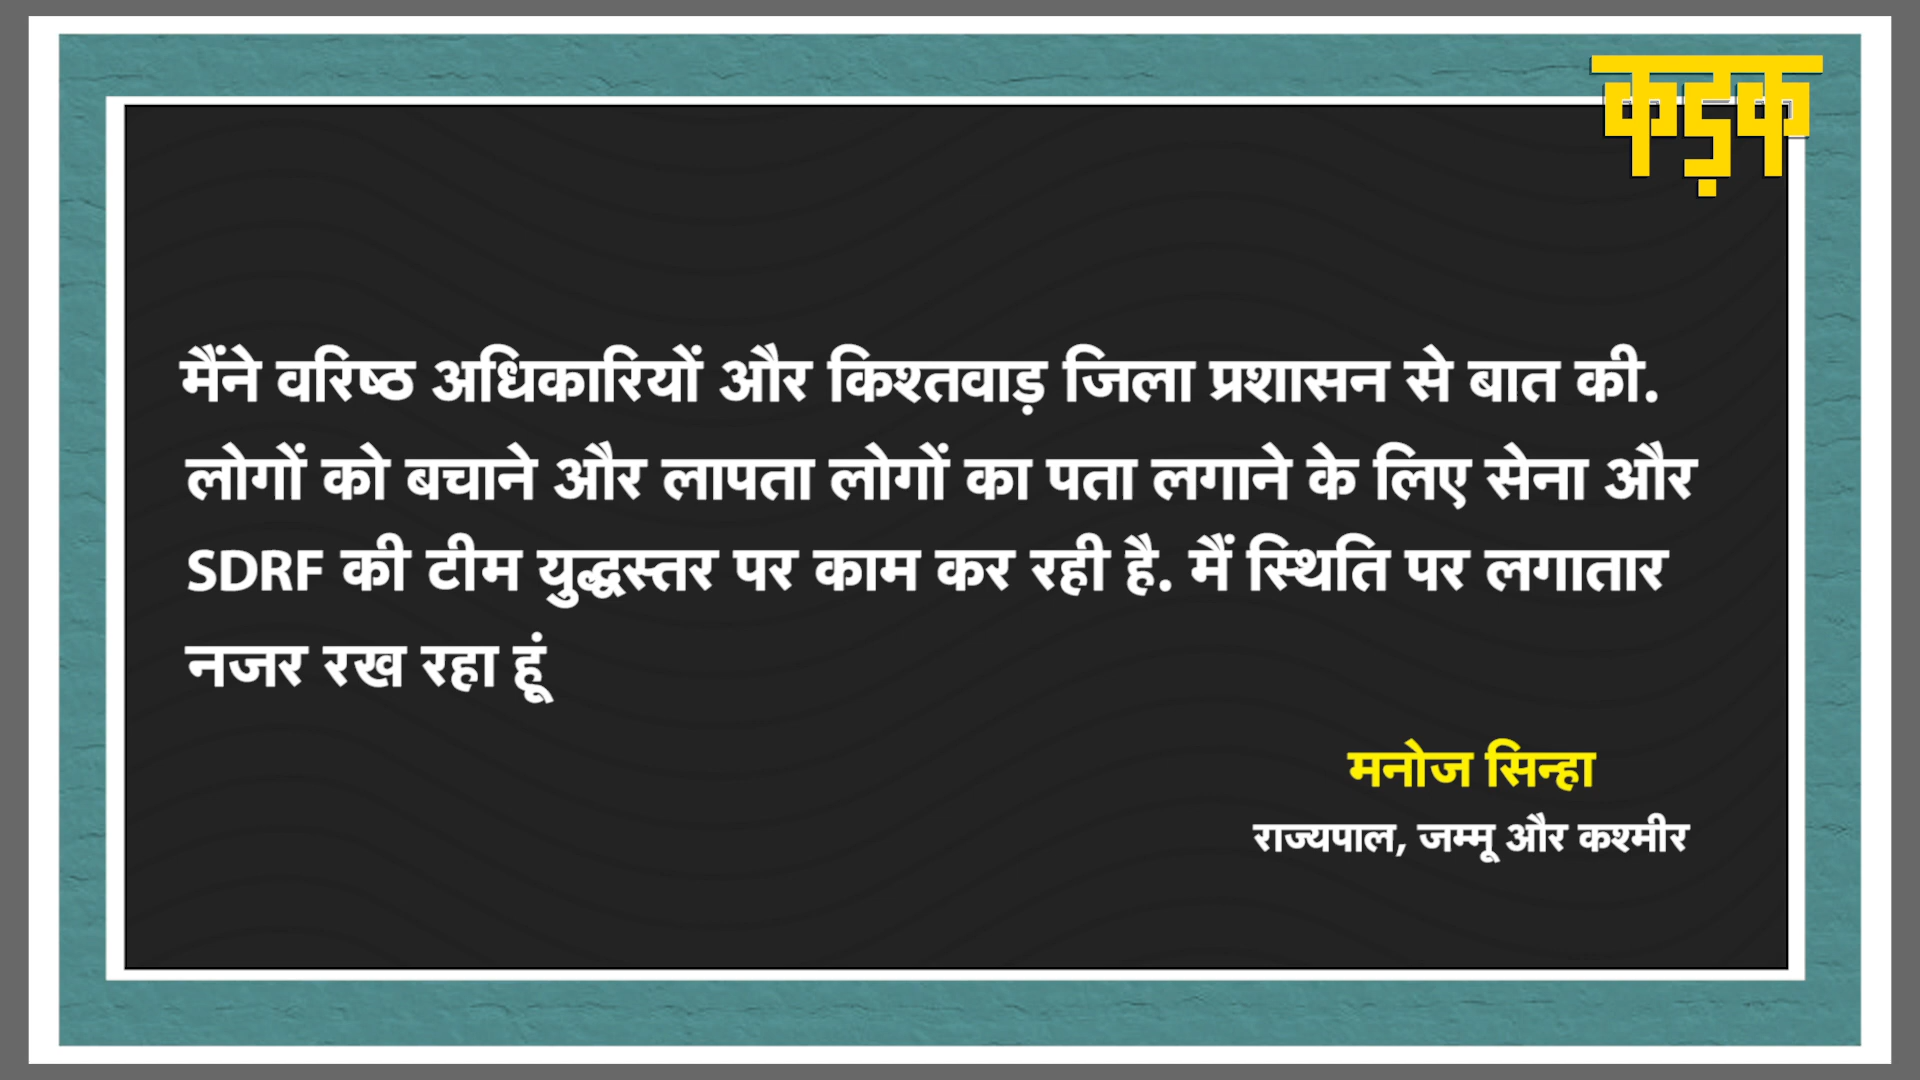 कड़क
मैंने वरिष्ठ अधिकारियों और किश्तवाड़ जिला प्रशासन से बात की.
लोगों को बचाने और लापता लोगों का पता लगाने के लिए सेना और
SDRF की टीम युद्धस्तर पर काम कर रही है. मैं स्थिति पर लगातार
नजर रख रहा हूं
मनोज सिन्हा
राज्यपाल, जम्मू और कश्मीर